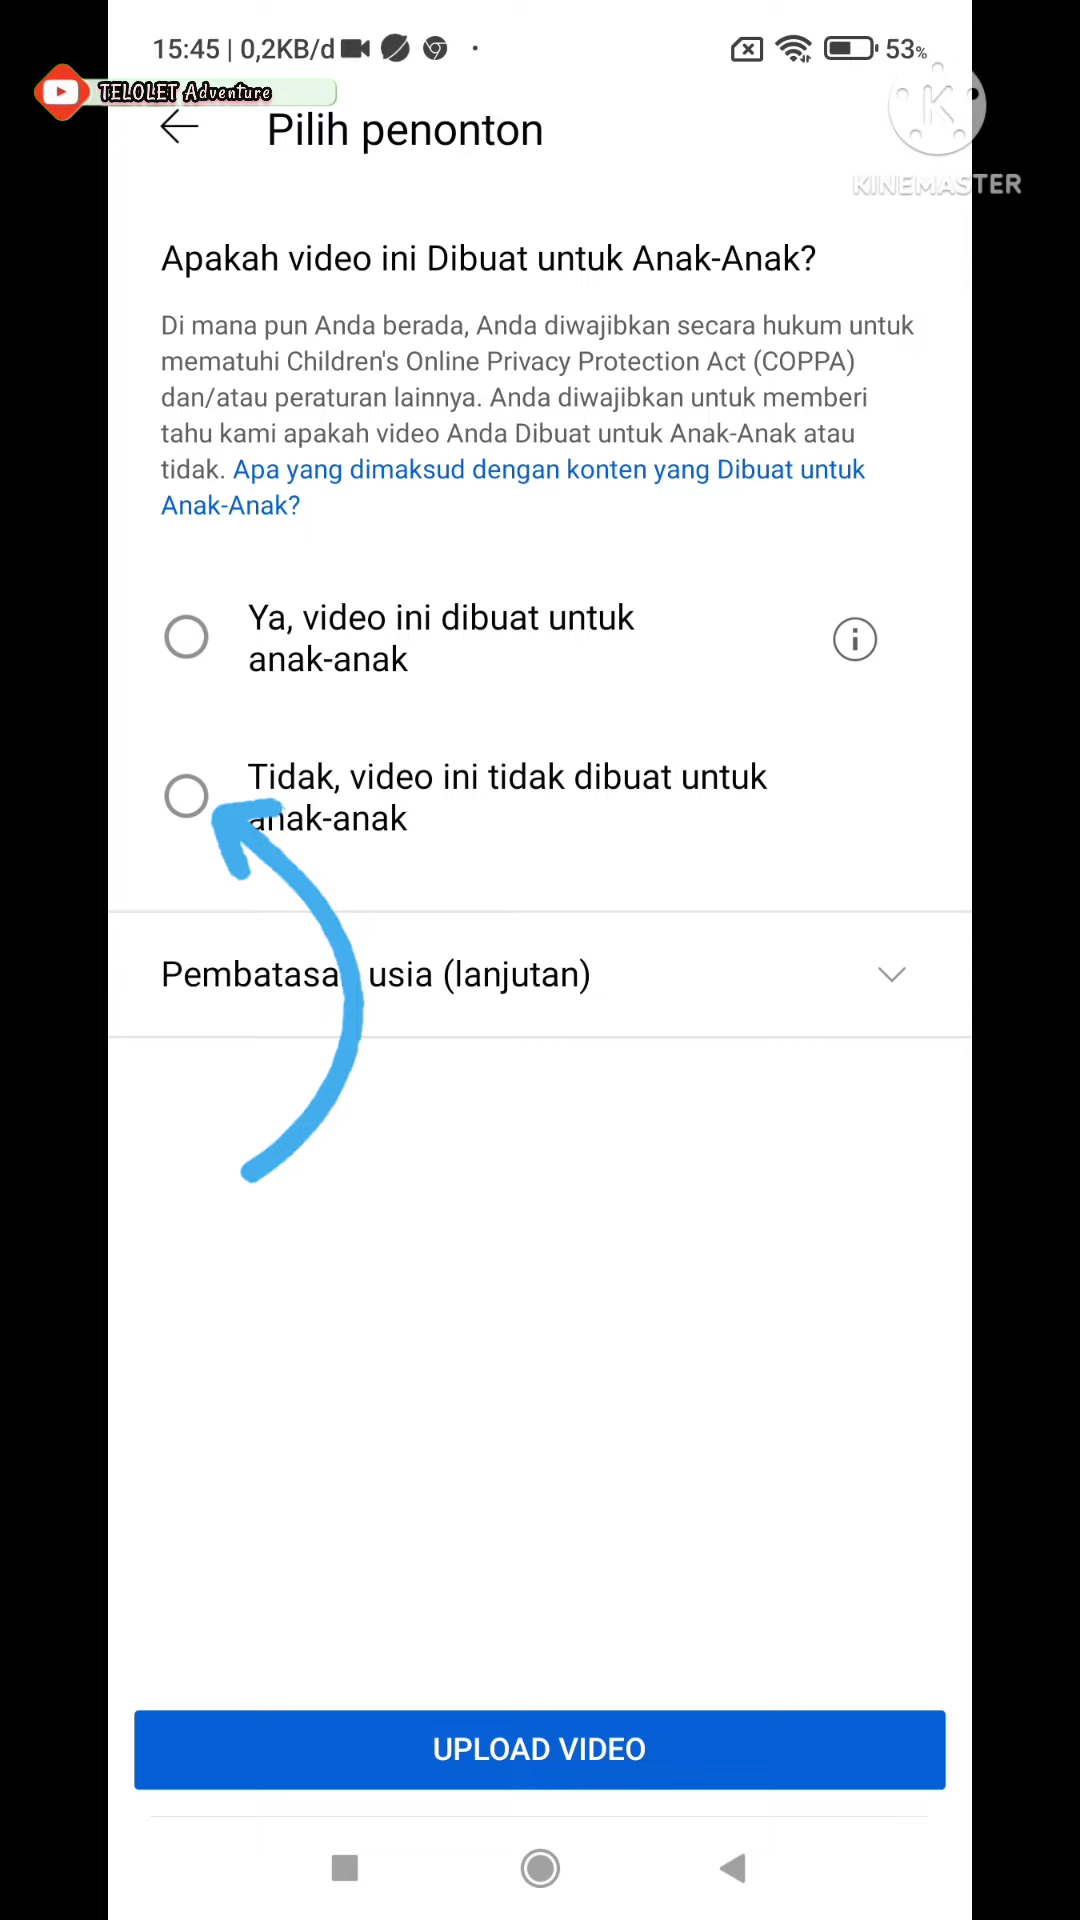 15:45 | 0,2KB/d
53%
TELOLET Adventure
Pilih penonton
KINEMASTER
Apakah video ini Dibuat untuk Anak-Anak?
Di mana pun Anda berada, Anda diwajibkan secara hukum untuk
mematuhi Children's Online Privacy Protection Act (COPPA)
dan/atau peraturan lainnya. Anda diwajibkan untuk memberi
tahu kami apakah video Anda Dibuat untuk Anak-Anak atau
tidak. Apa yang dimaksud dengan konten yang Dibuat untuk
Anak-Anak?
Ya, video ini dibuat untuk
anak-anak
Tidak, video ini tidak dibuat untuk
anak-anak
Pembatasan usia (lanjutan)
UPLOAD VIDEO